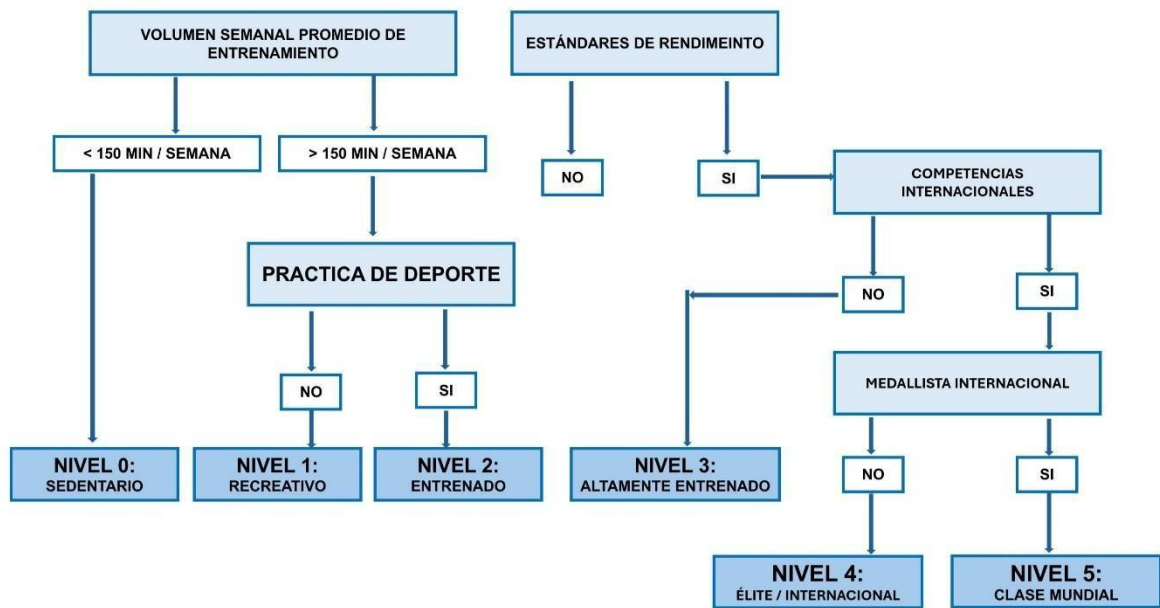 VOLUMEN SEMANAL PROMEDIO DE
ENTRENAMIENTO
ESTÁNDARES DE RENDIMEINTO
< 150 MIN / SEMANA
> 150 MIN / SEMANA
NO
SI
COMPETENCIAS
INTERNACIONALES
PRACTICA DE DEPORTE
NO
SI
NO
SI
MEDALLISTA INTERNACIONAL
NIVEL 0:
SEDENTARIO
NIVEL 1:
RECREATIVO
NIVEL 2:
ENTRENADO
NIVEL 3:
ALTAMENTE ENTRENADO
NO
SI
NIVEL 4:
ÉLITE / INTERNACIONAL
NIVEL 5:
CLASE MUNDIAL